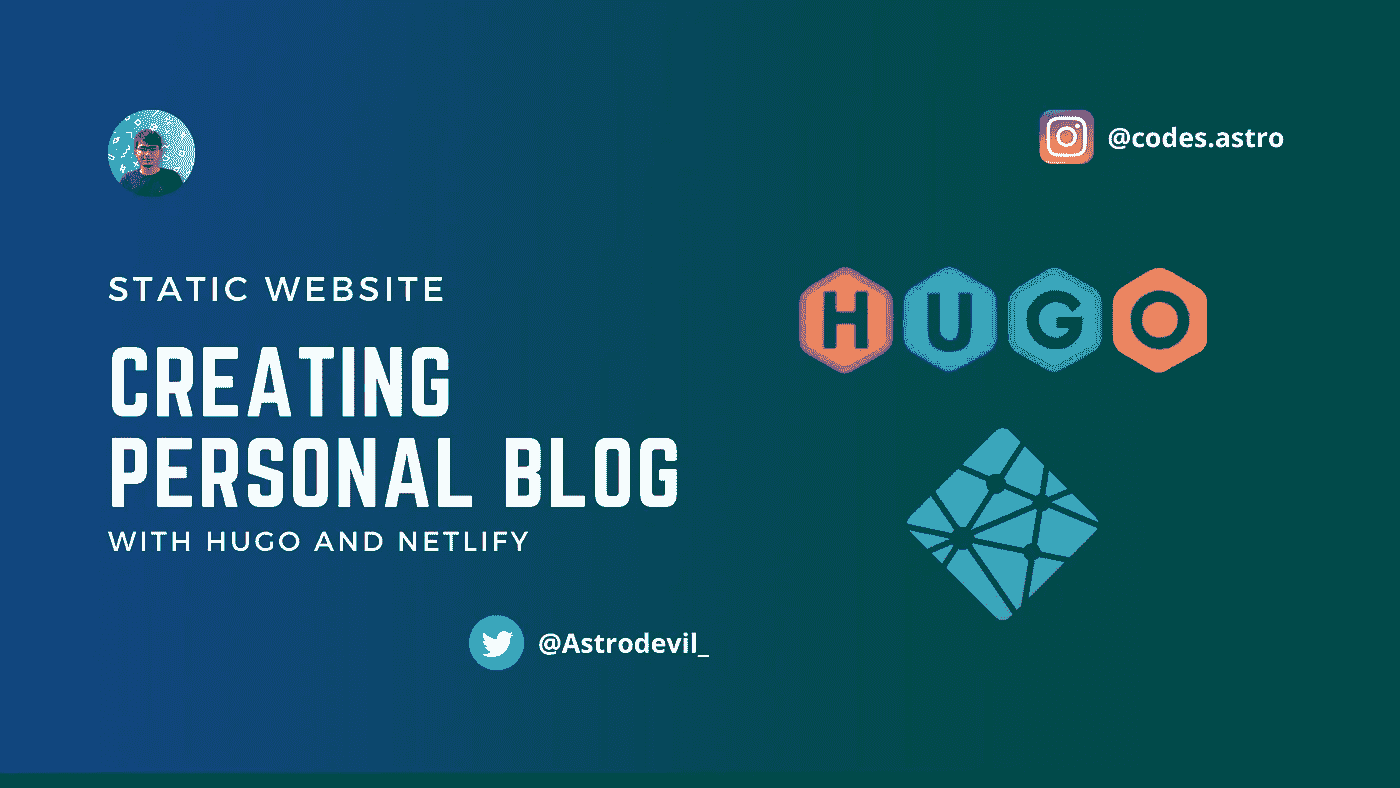 @codes.astro
STATIC WEBSITE
CREATING
PERSONAL BLOG
WITH HUGO AND NETLIFY
HUGO
@Astrodevil_